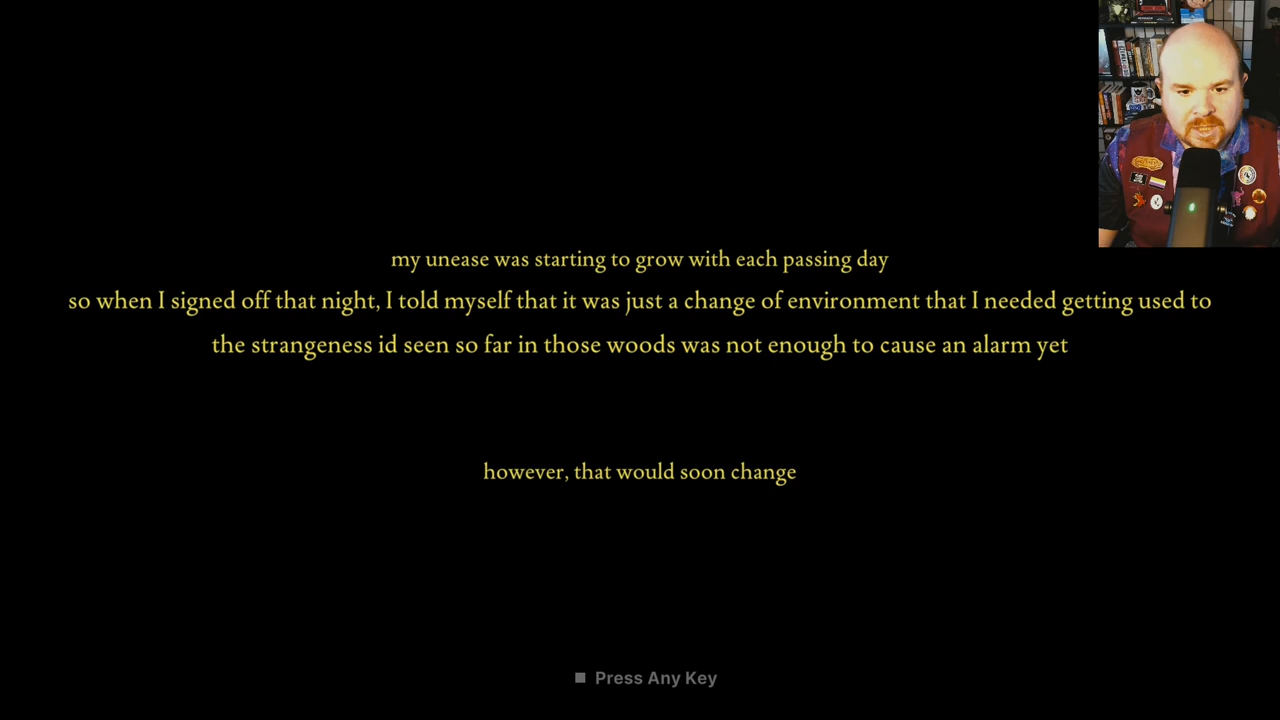 my unease was starting to grow with each passing day
so when I signed off that night, I told myself that it was just a change of environment that I needed getting used to
the strangeness id seen so far in those woods was not enough to cause an alarm yet
however, that would soon change
Press Any Key